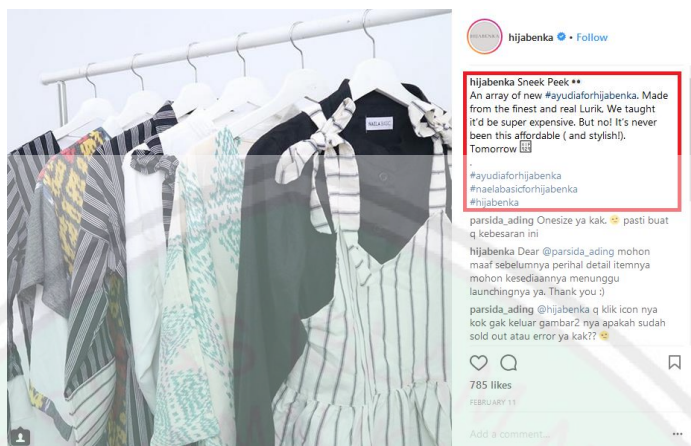 hijabenka • Follow
hijabenka Sneek Peek **
An array of new #ayudiaforhijabenka. Made
from the finest and real Lurik, We taught
it'd be super expensive. But no! It's never
been this affordable ( and stylish!).
Tomorrow
.
#ayudiaforhijabenka
#naelabasicforhijabenka
#hijabenka
parsida_ading Onesize ya kak. pasti buat
q kebesaran ini
hijabenka Dear @parsida_ading mohon
maaf sebelumnya perihal detail itemnya
mohon kesediaannya menunggu
launchingnya ya. Thank you :)
parsida_ading @hijabenka q klik icon nya
kok gak keluar gambar2 nya apakah sudah
sold out atau error ya kak??
785 likes
FEBRUARY 11
Add a comment...